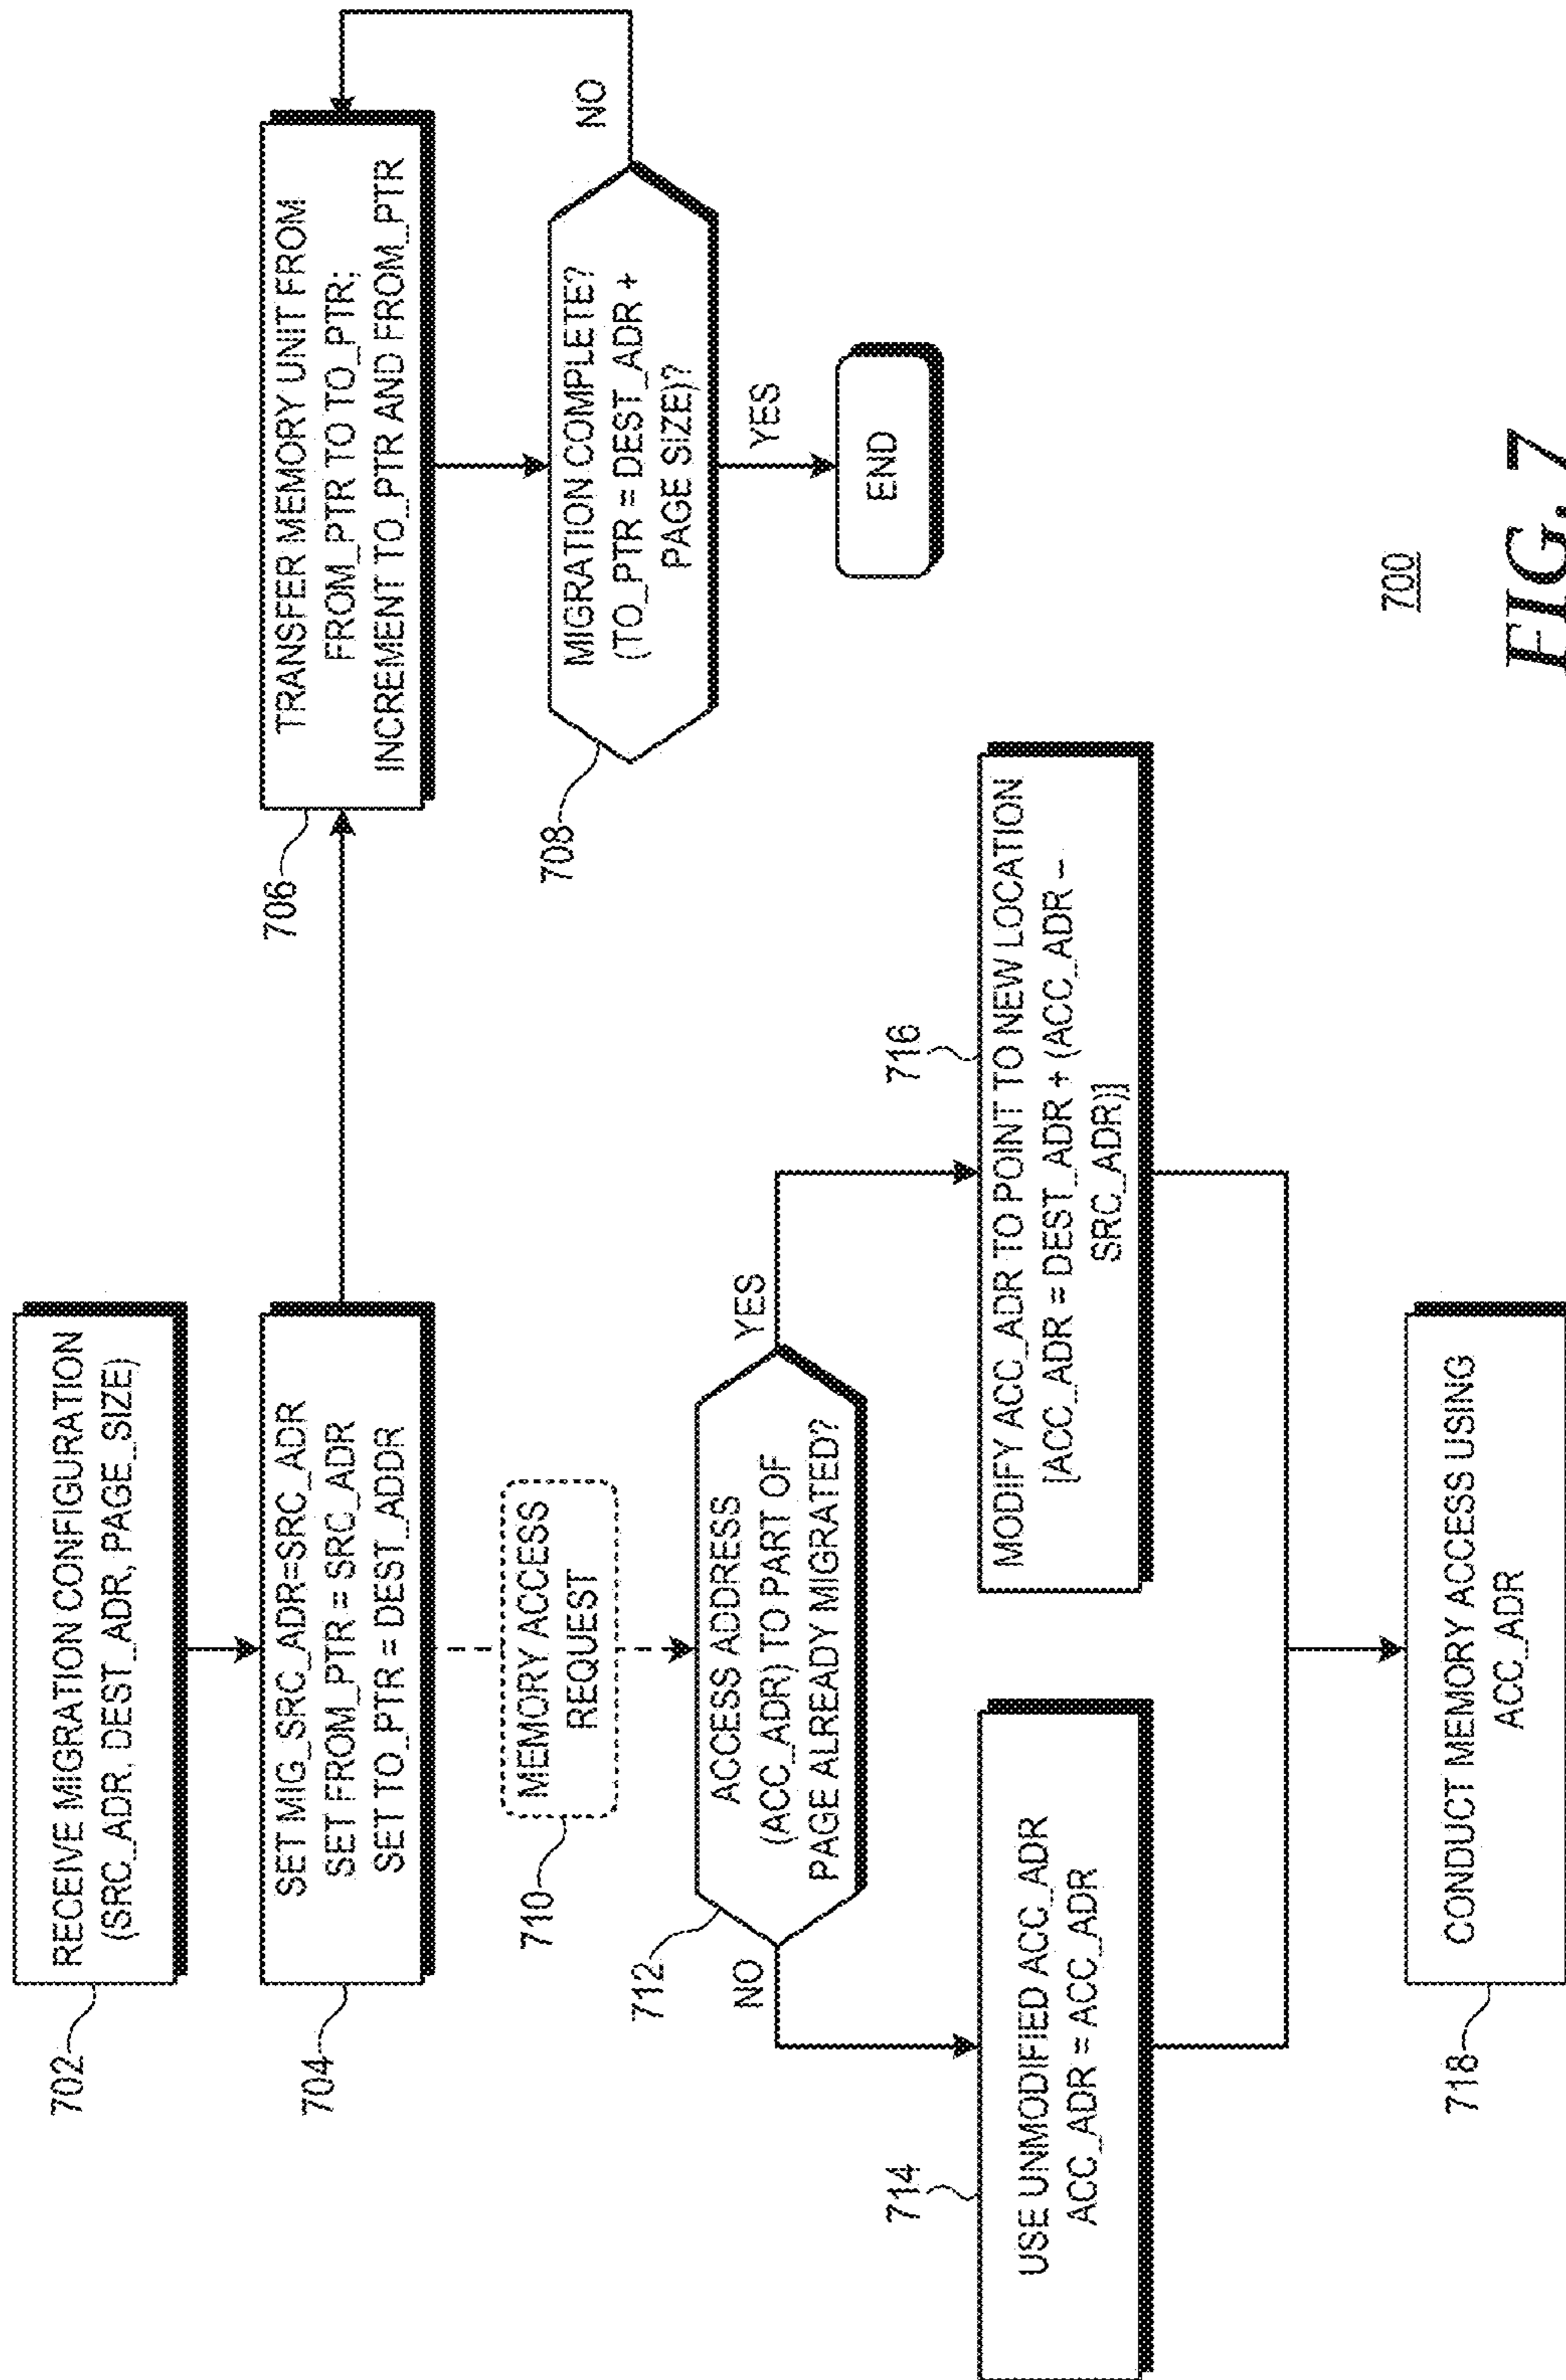 702
RECEIVE MIGRATION CONFIGURATION
(SRC_ADR, DEST_ADR, PAGE_SIZE)
704
SET MIG_SRC_ADR=SRC_ADR
SET FROM_PTR = SRC_ADR
SET TO_PTR = DEST_ADDR
706
TRANSFER MEMORY UNIT FROM
FROM_PTR TO TO_PTR;
INCREMENT TO_PTR AND FROM_PTR
708
MIGRATION COMPLETE?
(TO_PTR = DEST_ADR +
PAGE SIZE)?
NO
YES
END
710
MEMORY ACCESS
REQUEST
712
ACCESS ADDRESS
(ACC_ADR) TO PART OF
PAGE ALREADY MIGRATED?
NO
YES
714
USE UNMODIFIED ACC_ADR
ACC_ADR = ACC_ADR
716
MODIFY ACC_ADR TO POINT TO NEW LOCATION
[ACC_ADR = DEST_ADR + (ACC_ADR –
SRC_ADR)]
718
CONDUCT MEMORY ACCESS USING
ACC_ADR
700
FIG. 7